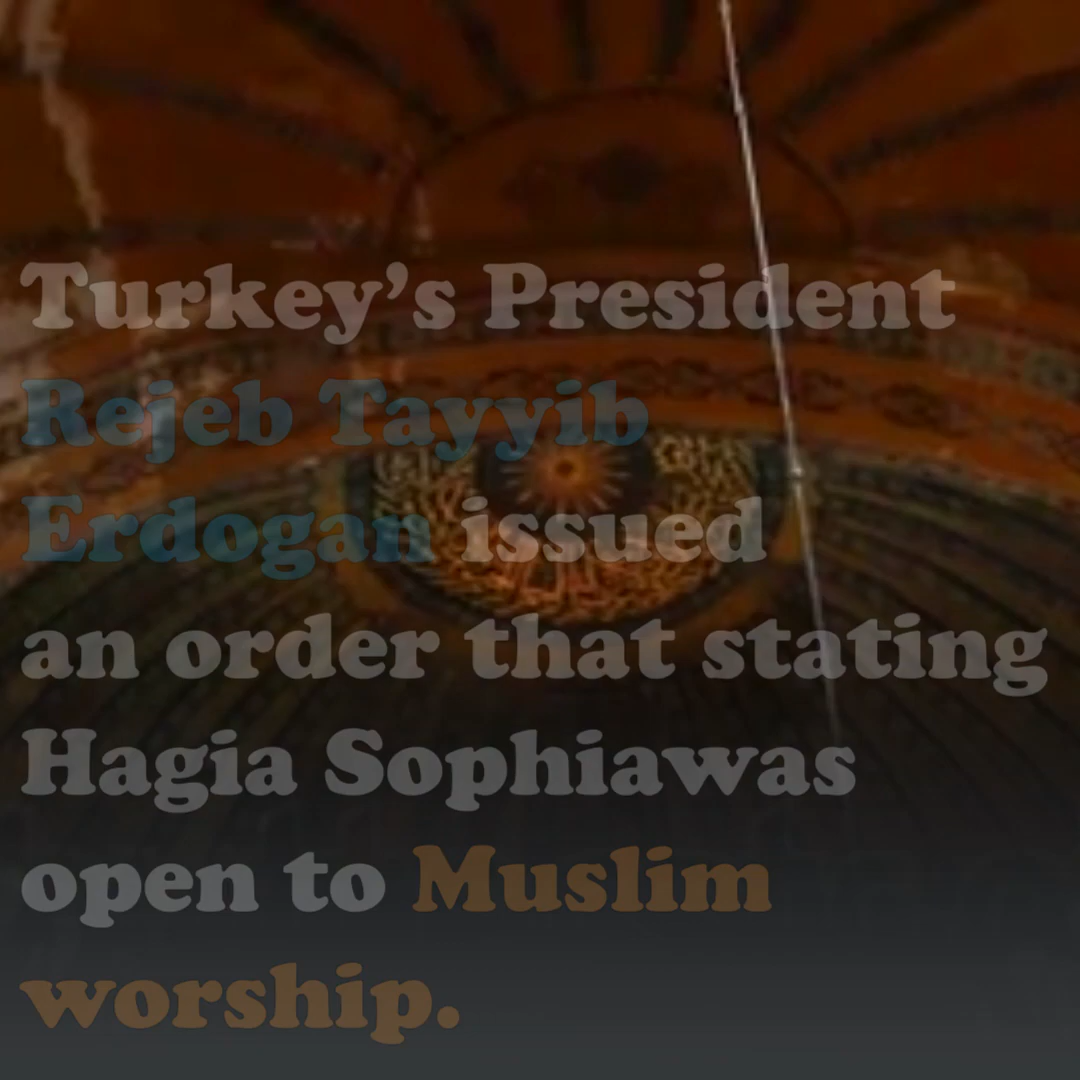 Turkey’s President
Rejeb Tayyib
Erdogan issued
an order that stating
Hagia Sophiawas
open to Muslim
worship.